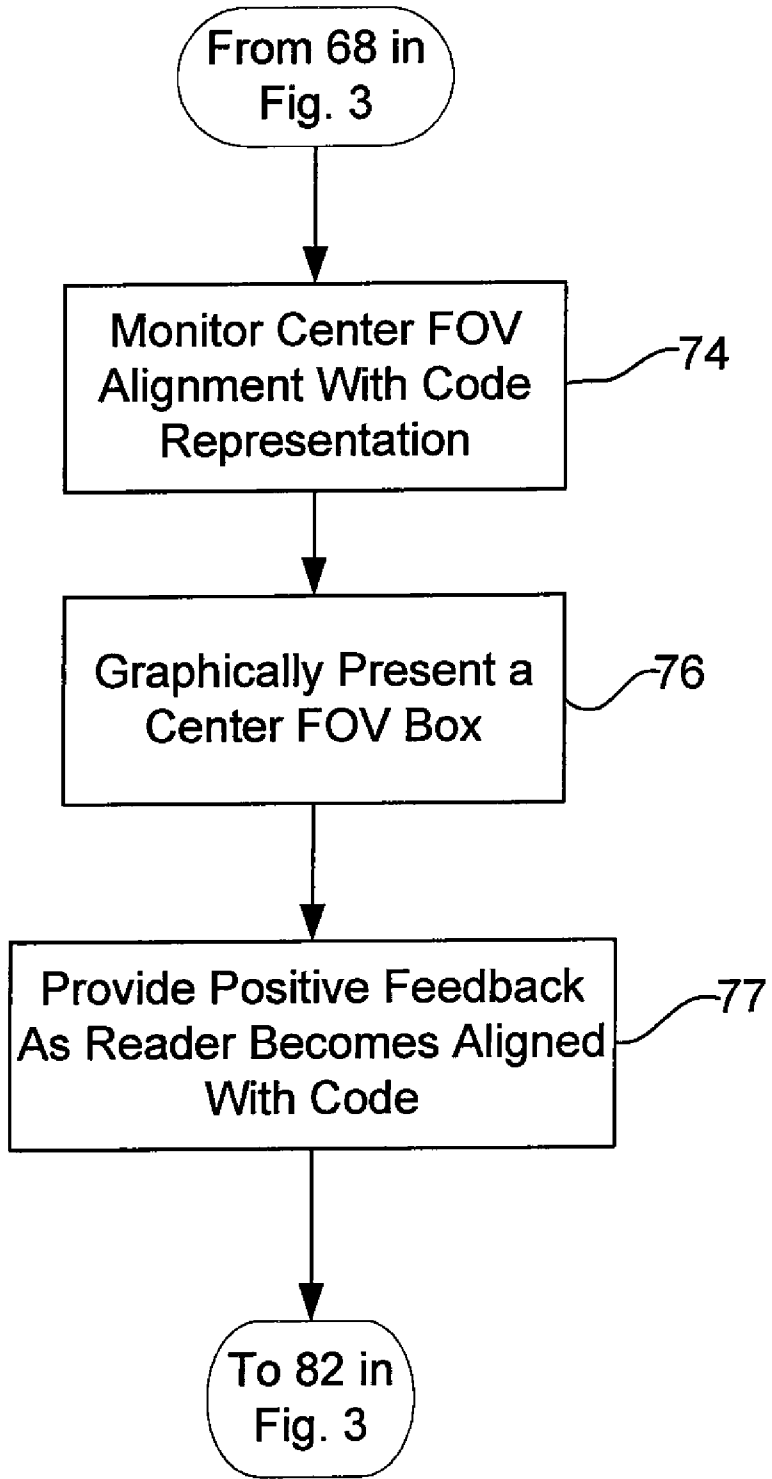 From 68 in
Fig. 3
Monitor Center FOV
Alignment With Code
Representation
74
Graphically Present a
Center FOV Box
76
Provide Positive Feedback
As Reader Becomes Aligned
With Code
77
To 82 in
Fig. 3